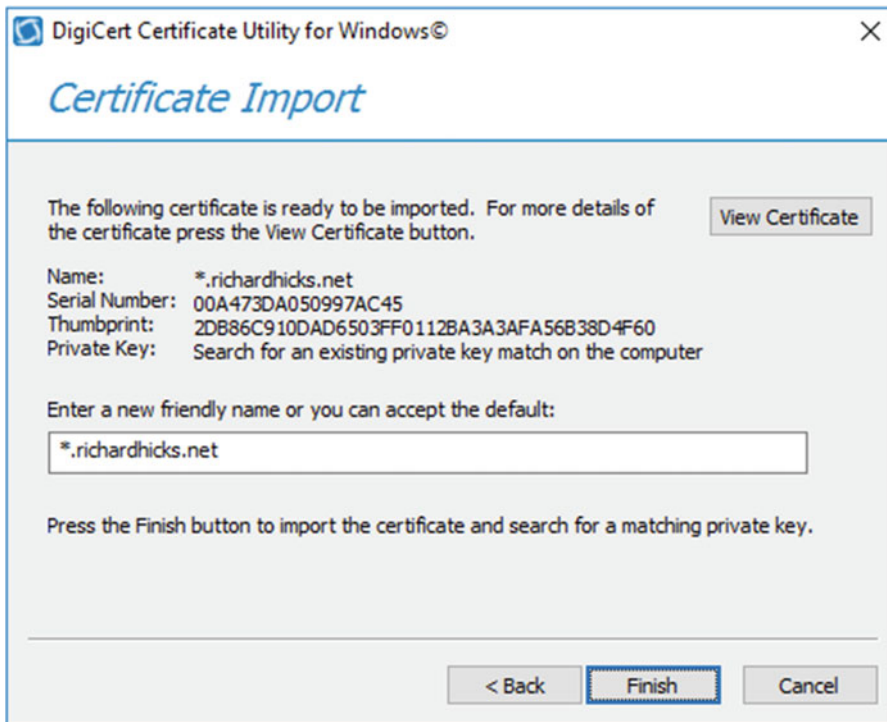 DigiCert Certificate Utility for Windows©
Certificate Import
The following certificate is ready to be imported. For more details of
the certificate press the View Certificate button.
View Certificate
Name: *.richardhicks.net
Serial Number: 00A473DA050997AC45
Thumbprint: 2DB86C910DAD6503FF0112BA3A3AFA56B38D4F60
Private Key: Search for an existing private key match on the computer
Enter a new friendly name or you can accept the default:
*.richardhicks.net
Press the Finish button to import the certificate and search for a matching private key.
< Back Finish Cancel